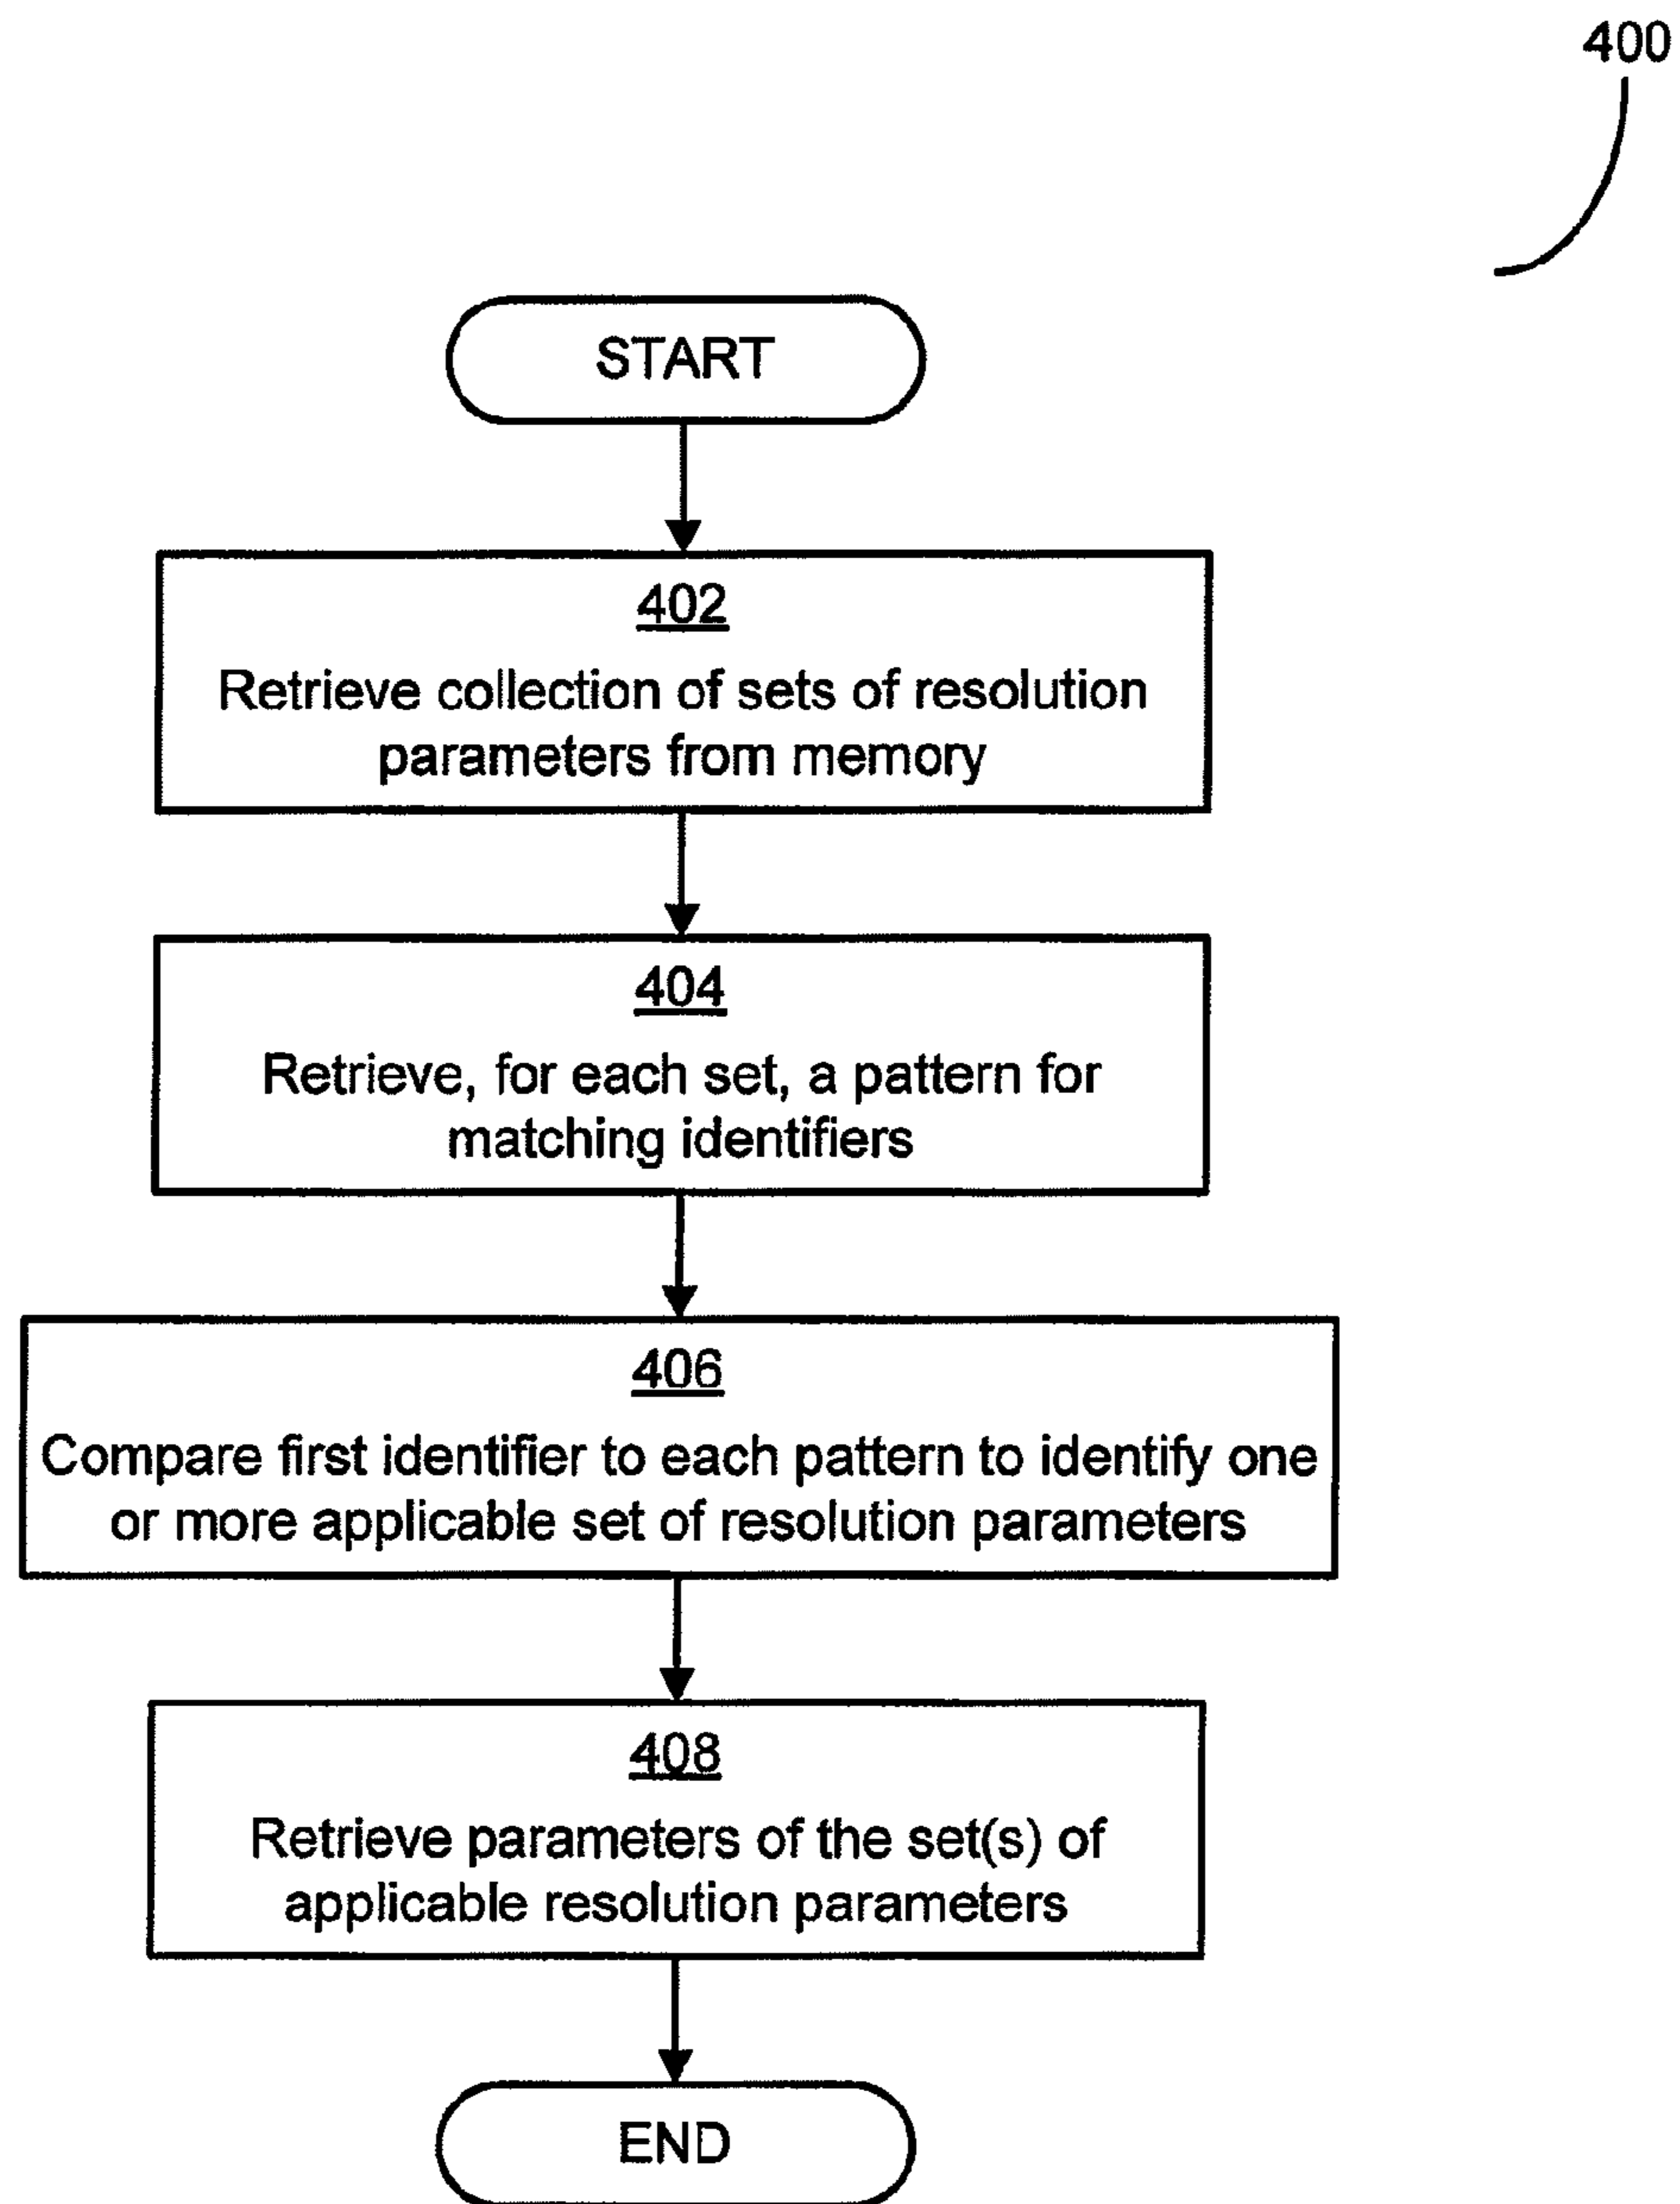 400
START
402
Retrieve collection of sets of resolution
parameters from memory
404
Retrieve, for each set, a pattern for
matching identifiers
406
Compare first identifier to each pattern to identify one
or more applicable set of resolution parameters
408
Retrieve parameters of the set(s) of
applicable resolution parameters
END